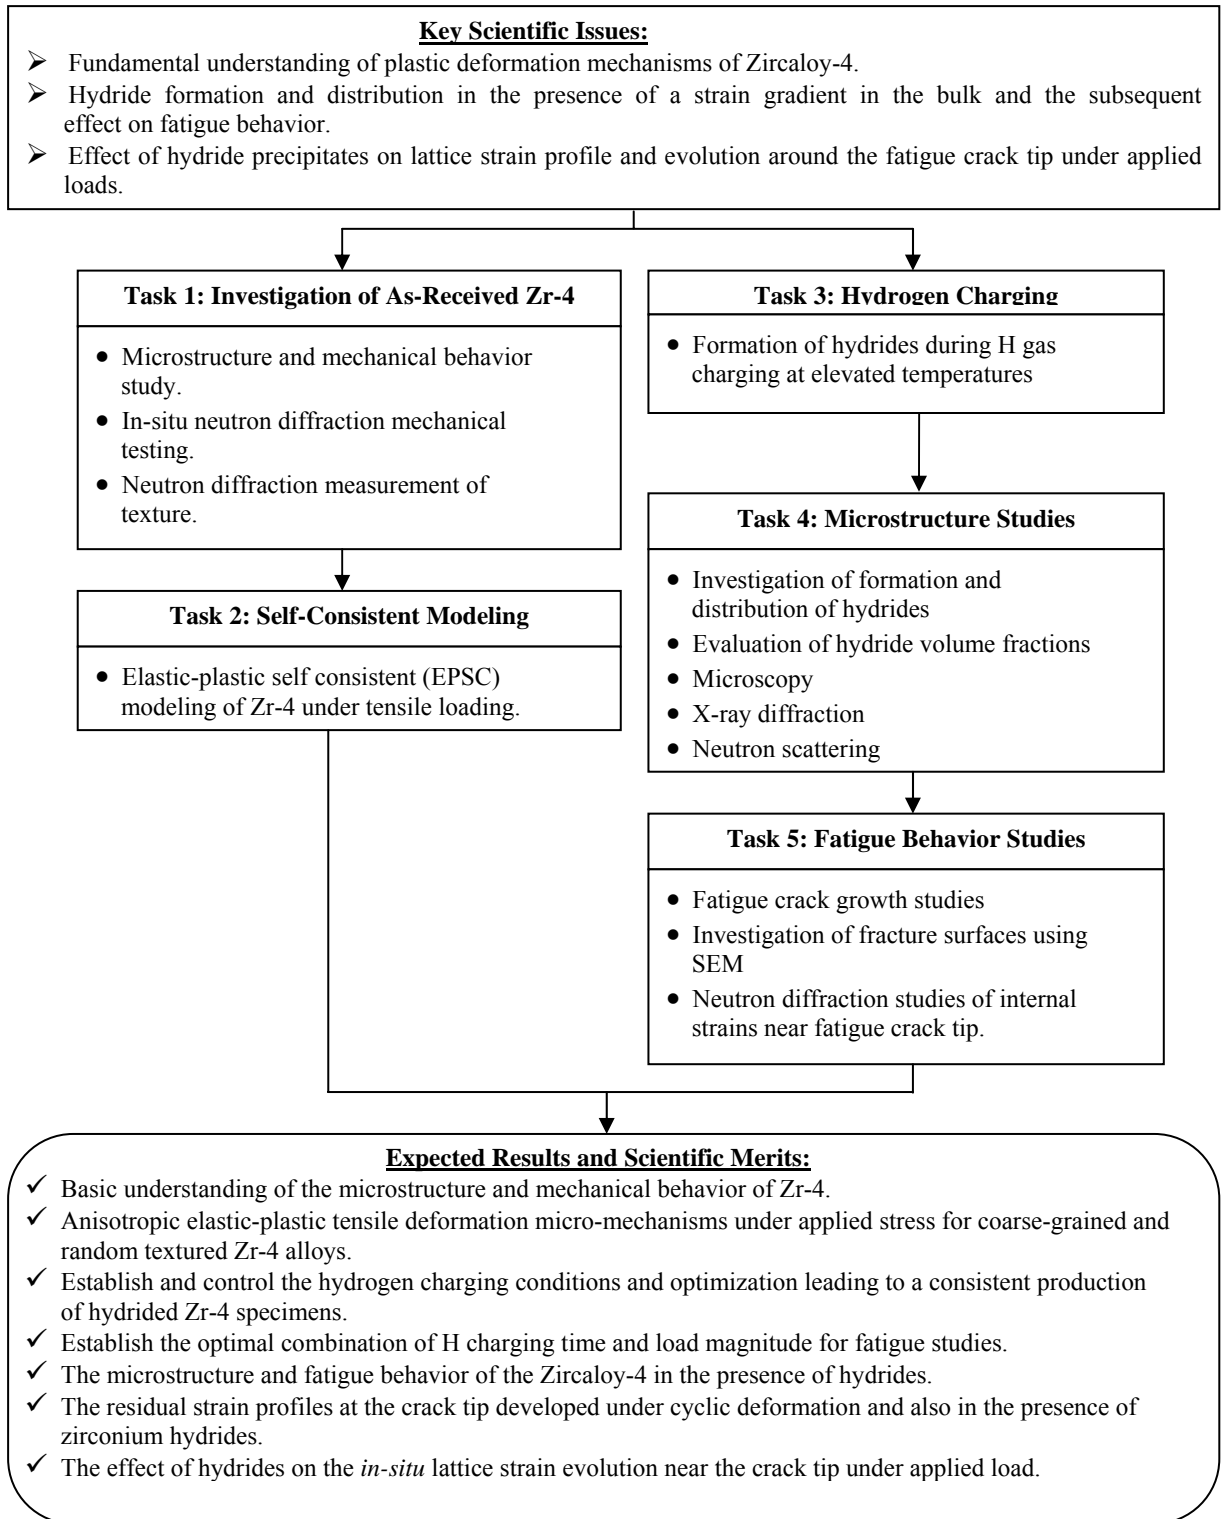 Key Scientific Issues:
➢ Fundamental understanding of plastic deformation mechanisms of Zircaloy-4.
➢ Hydride formation and distribution in the presence of a strain gradient in the bulk and the subsequent
effect on fatigue behavior.
➢ Effect of hydride precipitates on lattice strain profile and evolution around the fatigue crack tip under applied
loads.
Task 1: Investigation of As-Received Zr-4
• Microstructure and mechanical behavior
study.
• In-situ neutron diffraction mechanical
testing.
• Neutron diffraction measurement of
texture.
Task 2: Self-Consistent Modeling
• Elastic-plastic self consistent (EPSC)
modeling of Zr-4 under tensile loading.
Task 3: Hydrogen Charging
• Formation of hydrides during H gas
charging at elevated temperatures
Task 4: Microstructure Studies
• Investigation of formation and
distribution of hydrides
• Evaluation of hydride volume fractions
• Microscopy
• X-ray diffraction
• Neutron scattering
Task 5: Fatigue Behavior Studies
• Fatigue crack growth studies
• Investigation of fracture surfaces using
SEM
• Neutron diffraction studies of internal
strains near fatigue crack tip.
Expected Results and Scientific Merits:
✓ Basic understanding of the microstructure and mechanical behavior of Zr-4.
✓ Anisotropic elastic-plastic tensile deformation micro-mechanisms under applied stress for coarse-grained and
random textured Zr-4 alloys.
✓ Establish and control the hydrogen charging conditions and optimization leading to a consistent production
of hydrided Zr-4 specimens.
✓ Establish the optimal combination of H charging time and load magnitude for fatigue studies.
✓ The microstructure and fatigue behavior of the Zircaloy-4 in the presence of hydrides.
✓ The residual strain profiles at the crack tip developed under cyclic deformation and also in the presence of
zirconium hydrides.
✓ The effect of hydrides on the in-situ lattice strain evolution near the crack tip under applied load.